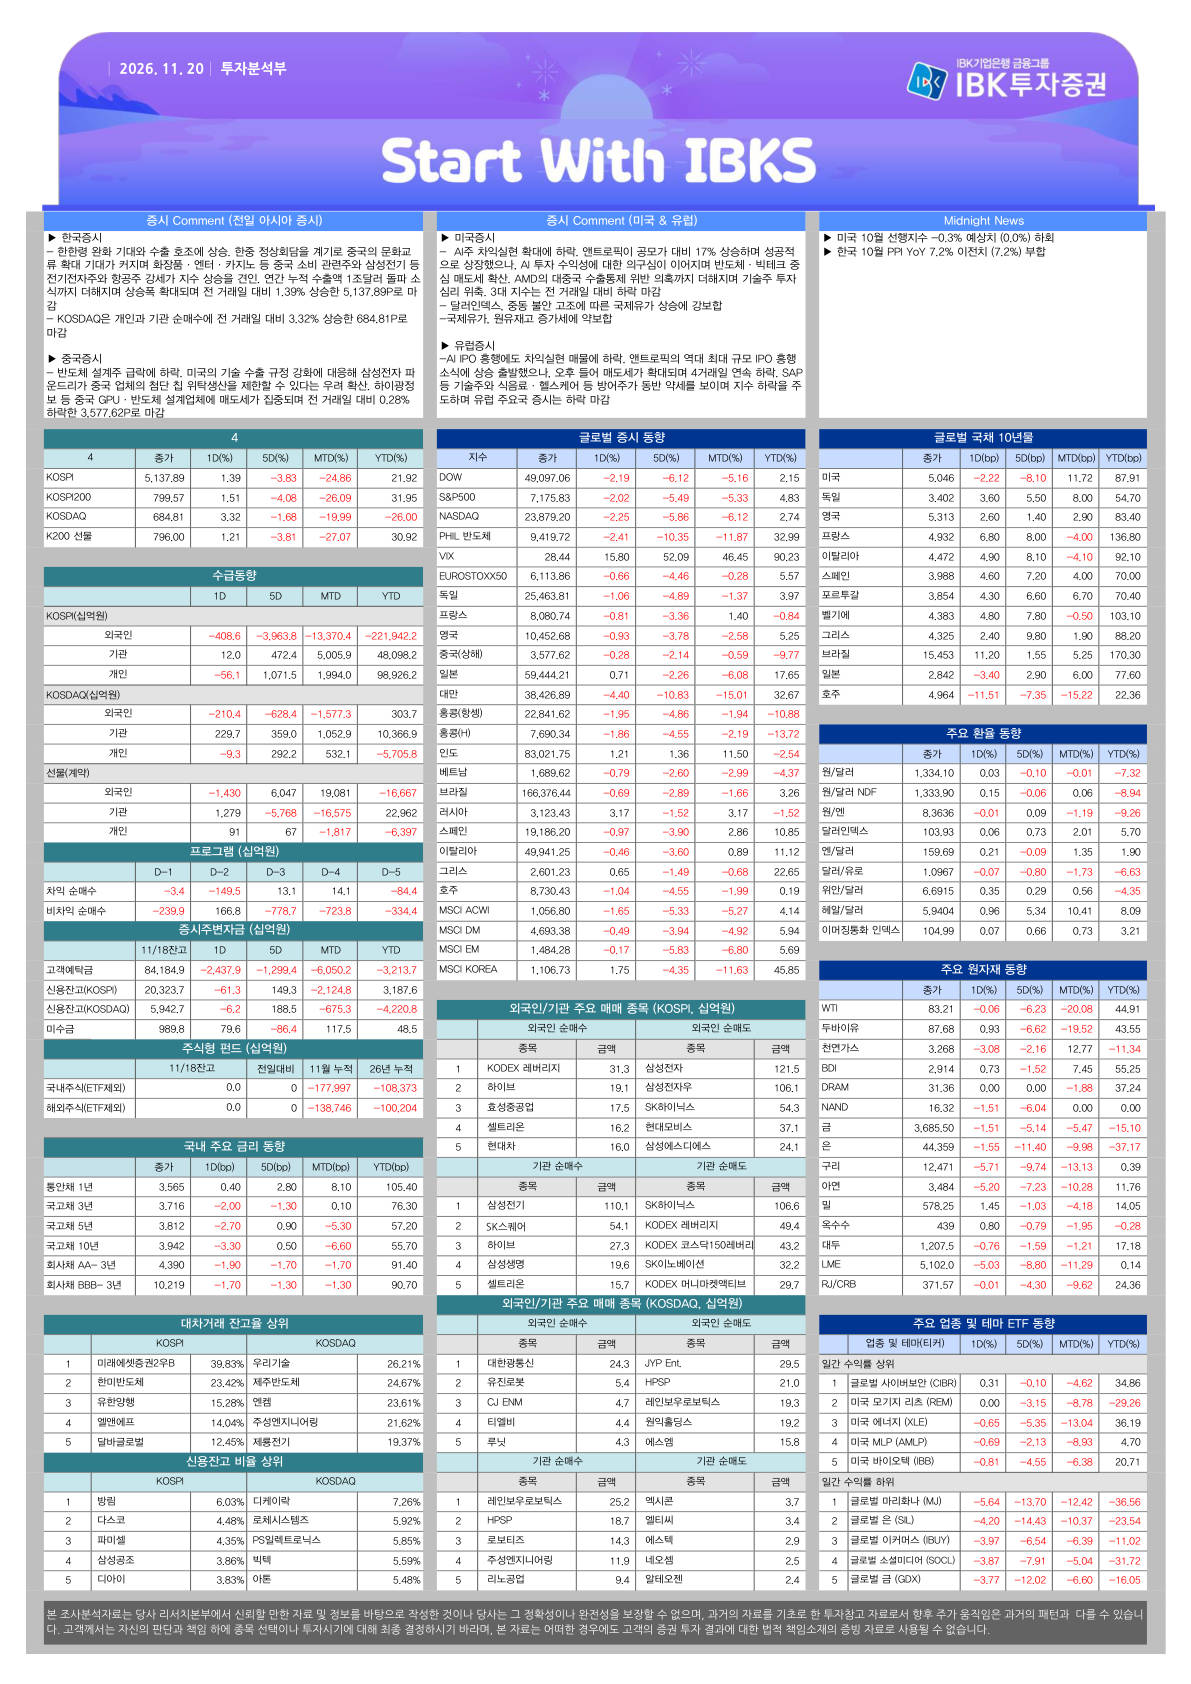 2026. 11. 20 | 투자분석부
IBK기업은행 금융그룹
IBK투자증권
Start With IBKS
증시 Comment (전일 아시아 증시)
▶ 한국증시
- 한한령 완화 기대와 수출 호조에 상승. 한중 정상회담을 계기로 중국의 문화교
류 확대 기대가 커지며 화장품·엔터·카지노 등 중국 소비 관련주와 삼성전기 등
전기전자주와 항공주 강세가 지수 상승을 견인. 연간 누적 수출액 1조달러 돌파 소
식까지 더해지며 상승폭 확대되며 전 거래일 대비 1.39% 상승한 5,137.89P로 마
감
- KOSDAQ은 개인과 기관 순매수에 전 거래일 대비 3.32% 상승한 684.81P로
마감
▶ 중국증시
- 반도체 설계주 급락에 하락. 미국의 기술 수출 규정 강화에 대응해 삼성전자 파
운드리가 중국 업체의 첨단 칩 위탁생산을 제한할 수 있다는 우려 확산. 하이광정
보 등 중국 GPU·반도체 설계업체에 매도세가 집중되며 전 거래일 대비 0.28%
하락한 3,577.62P로 마감
증시 Comment (미국 & 유럽)
▶ 미국증시
- AI주 차익실현 확대에 하락. 앤트로픽이 공모가 대비 17% 상승하며 성공적
으로 상장했으나, AI 투자 수익성에 대한 의구심이 이어지며 반도체·빅테크 중
심 매도세 확산. AMD의 대중국 수출통제 위반 의혹까지 더해지며 기술주 투자
심리 위축. 3대 지수는 전 거래일 대비 하락 마감
- 달러인덱스, 중동 불안 고조에 따른 국제유가 상승에 강보합
-국제유가, 원유재고 증가세에 약보합
▶ 유럽증시
-AI IPO 흥행에도 차익실현 매물에 하락. 앤트로픽의 역대 최대 규모 IPO 흥행
소식에 상승 출발했으나, 오후 들어 매도세가 확대되며 4거래일 연속 하락. SAP
등 기술주와 식음료·헬스케어 등 방어주가 동반 약세를 보이며 지수 하락을 주
도하며 유럽 주요국 증시는 하락 마감
Midnight News
▶ 미국 10월 선행지수 -0.3% 예상치 (0.0%) 하회
▶ 한국 10월 PPI YoY 7.2% 이전치 (7.2%) 부합
4
4 종가 1D(%) 5D(%) MTD(%) YTD(%)
KOSPI 5,137.89 1.39 -3.83 -24.86 21.92
KOSPI200 799.57 1.51 -4.08 -26.09 31.95
KOSDAQ 684.81 3.32 -1.68 -19.99 -26.00
K200 선물 796.00 1.21 -3.81 -27.07 30.92
수급동향
1D 5D MTD YTD
KOSPI(십억원)
외국인 -408.6 -3,963.8 -13,370.4 -221,942.2
기관 12.0 472.4 5,005.9 48,098.2
개인 -56.1 1,071.5 1,994.0 98,926.2
KOSDAQ(십억원)
외국인 -210.4 -628.4 -1,577.3 303.7
기관 229.7 359.0 1,052.9 10,366.9
개인 -9.3 292.2 532.1 -5,705.8
선물(계약)
외국인 -1,430 6,047 19,081 -16,667
기관 1,279 -5,768 -16,575 22,962
개인 91 67 -1,817 -6,397
프로그램 (십억원)
D-1 D-2 D-3 D-4 D-5
차익 순매수 -3.4 -149.5 13.1 14.1 -84.4
비차익 순매수 -239.9 166.8 -778.7 -723.8 -334.4
증시주변자금 (십억원)
11/18잔고 1D 5D MTD YTD
고객예탁금 84,184.9 -2,437.9 -1,299.4 -6,050.2 -3,213.7
신용잔고(KOSPI) 20,323.7 -61.3 149.3 -2,124.8 3,187.6
신용잔고(KOSDAQ) 5,942.7 -6.2 188.5 -675.3 -4,220.8
미수금 989.8 79.6 -86.4 117.5 48.5
주식형 펀드 (십억원)
11/18잔고 전일대비 11월 누적 26년 누적
국내주식(ETF제외) 0.0 0 -177,997 -108,373
해외주식(ETF제외) 0.0 0 -138,746 -100,204
국내 주요 금리 동향
종가 1D(bp) 5D(bp) MTD(bp) YTD(bp)
통안채 1년 3.565 0.40 2.80 8.10 105.40
국고채 3년 3.716 -2.00 -1.30 0.10 76.30
국고채 5년 3.812 -2.70 0.90 -5.30 57.20
국고채 10년 3.942 -3.30 0.50 -6.60 55.70
회사채 AA- 3년 4.390 -1.90 -1.70 -1.70 91.40
회사채 BBB- 3년 10.219 -1.70 -1.30 -1.30 90.70
대차거래 잔고율 상위
KOSPI KOSDAQ
1 미래에셋증권2우B 39.83% 우리기술 26.21%
2 한미반도체 23.42% 제주반도체 24.67%
3 유한양행 15.28% 엔켐 23.61%
4 엘앤에프 14.04% 주성엔지니어링 21.62%
5 달바글로벌 12.45% 제룡전기 19.37%
신용잔고 비율 상위
KOSPI KOSDAQ
1 방림 6.03% 디케이락 7.26%
2 다스코 4.48% 로체시스템즈 5.92%
3 파미셀 4.35% PS일렉트로닉스 5.85%
4 삼성공조 3.86% 빅텍 5.59%
5 디아이 3.83% 아톤 5.48%
글로벌 증시 동향
지수 종가 1D(%) 5D(%) MTD(%) YTD(%)
DOW 49,097.06 -2.19 -6.12 -5.16 2.15
S&P500 7,175.83 -2.02 -5.49 -5.33 4.83
NASDAQ 23,879.20 -2.25 -5.86 -6.12 2.74
PHIL 반도체 9,419.72 -2.41 -10.35 -11.87 32.99
VIX 28.44 15.80 52.09 46.45 90.23
EUROSTOXX50 6,113.86 -0.66 -4.46 -0.28 5.57
독일 25,463.81 -1.06 -4.89 -1.37 3.97
프랑스 8,080.74 -0.81 -3.36 1.40 -0.84
영국 10,452.68 -0.93 -3.78 -2.58 5.25
중국(상해) 3,577.62 -0.28 -2.14 -0.59 -9.77
일본 59,444.21 0.71 -2.26 -6.08 17.65
대만 38,426.89 -4.40 -10.83 -15.01 32.67
홍콩(항셍) 22,841.62 -1.95 -4.86 -1.94 -10.88
홍콩(H) 7,690.34 -1.86 -4.55 -2.19 -13.72
인도 83,021.75 1.21 1.36 11.50 -2.54
베트남 1,689.62 -0.79 -2.60 -2.99 -4.37
브라질 166,376.44 -0.69 -2.89 -1.66 3.26
러시아 3,123.43 3.17 -1.52 3.17 -1.52
스페인 19,186.20 -0.97 -3.90 2.86 10.85
이탈리아 49,941.25 -0.46 -3.60 0.89 11.12
그리스 2,601.23 0.65 -1.49 -0.68 22.65
호주 8,730.43 -1.04 -4.55 -1.99 0.19
MSCI ACWI 1,056.80 -1.65 -5.33 -5.27 4.14
MSCI DM 4,693.38 -0.49 -3.94 -4.92 5.94
MSCI EM 1,484.28 -0.17 -5.83 -6.80 5.69
MSCI KOREA 1,106.73 1.75 -4.35 -11.63 45.85
외국인/기관 주요 매매 종목 (KOSPI, 십억원)
외국인 순매수 외국인 순매도
종목 금액 종목 금액
1 KODEX 레버리지 31.3 삼성전자 121.5
2 하이브 19.1 삼성전자우 106.1
3 효성중공업 17.5 SK하이닉스 54.3
4 셀트리온 16.2 현대모비스 37.1
5 현대차 16.0 삼성에스디에스 24.1
기관 순매수 기관 순매도
종목 금액 종목 금액
1 삼성전기 110.1 SK하이닉스 106.6
2 SK스퀘어 54.1 KODEX 레버리지 49.4
3 하이브 27.3 KODEX 코스닥150레버리 43.2
4 삼성생명 19.6 SK이노베이션 32.2
5 셀트리온 15.7 KODEX 머니마켓액티브 29.7
외국인/기관 주요 매매 종목 (KOSDAQ, 십억원)
외국인 순매수 외국인 순매도
종목 금액 종목 금액
1 대한광통신 24.3 JYP Ent. 29.5
2 유진로봇 5.4 HPSP 21.0
3 CJ ENM 4.7 레인보우로보틱스 19.3
4 티엘비 4.4 원익홀딩스 19.2
5 루닛 4.3 에스엠 15.8
기관 순매수 기관 순매도
종목 금액 종목 금액
1 레인보우로보틱스 25.2 엑시콘 3.7
2 HPSP 18.7 엘티씨 3.4
3 로보티즈 14.3 에스텍 2.9
4 주성엔지니어링 11.9 네오셈 2.5
5 리노공업 9.4 알테오젠 2.4
글로벌 국채 10년물
종가 1D(bp) 5D(bp) MTD(bp) YTD(bp)
미국 5.046 -2.22 -8.10 11.72 87.91
독일 3.402 3.60 5.50 8.00 54.70
영국 5.313 2.60 1.40 2.90 83.40
프랑스 4.932 6.80 8.00 -4.00 136.80
이탈리아 4.472 4.90 8.10 -4.10 92.10
스페인 3.988 4.60 7.20 4.00 70.00
포르투갈 3.854 4.30 6.60 6.70 70.40
벨기에 4.383 4.80 7.80 -0.50 103.10
그리스 4.325 2.40 9.80 1.90 88.20
브라질 15.453 11.20 1.55 5.25 170.30
일본 2.842 -3.40 2.90 6.00 77.60
호주 4.964 -11.51 -7.35 -15.22 22.36
주요 환율 동향
종가 1D(%) 5D(%) MTD(%) YTD(%)
원/달러 1,334.10 0.03 -0.10 -0.01 -7.32
원/달러 NDF 1,333.90 0.15 -0.06 0.06 -8.94
원/엔 8.3636 -0.01 0.09 -1.19 -9.26
달러인덱스 103.93 0.06 0.73 2.01 5.70
엔/달러 159.69 0.21 -0.09 1.35 1.90
달러/유로 1.0967 -0.07 -0.80 -1.73 -6.63
위안/달러 6.6915 0.35 0.29 0.56 -4.35
헤알/달러 5.9404 0.96 5.34 10.41 8.09
이머징통화 인덱스 104.99 0.07 0.66 0.73 3.21
주요 원자재 동향
종가 1D(%) 5D(%) MTD(%) YTD(%)
WTI 83.21 -0.06 -6.23 -20.08 44.91
두바이유 87.68 0.93 -6.62 -19.52 43.55
천연가스 3.268 -3.08 -2.16 12.77 -11.34
BDI 2,914 0.73 -1.52 7.45 55.25
DRAM 31.36 0.00 0.00 -1.88 37.24
NAND 16.32 -1.51 -6.04 0.00 0.00
금 3,685.50 -1.51 -5.14 -5.47 -15.10
은 44.359 -1.55 -11.40 -9.98 -37.17
구리 12,471 -5.71 -9.74 -13.13 0.39
아연 3,484 -5.20 -7.23 -10.28 11.76
밀 578.25 1.45 -1.03 -4.18 14.05
옥수수 439 0.80 -0.79 -1.95 -0.28
대두 1,207.5 -0.76 -1.59 -1.21 17.18
LME 5,102.0 -5.03 -8.80 -11.29 0.14
RJ/CRB 371.57 -0.01 -4.30 -9.62 24.36
주요 업종 및 테마 ETF 동향
업종 및 테마(티커) 1D(%) 5D(%) MTD(%) YTD(%)
일간 수익률 상위
1 글로벌 사이버보안 (CIBR) 0.31 -0.10 -4.62 34.86
2 미국 모기지 리츠 (REM) 0.00 -3.15 -8.78 -29.26
3 미국 에너지 (XLE) -0.65 -5.35 -13.04 36.19
4 미국 MLP (AMLP) -0.69 -2.13 -8.93 4.70
5 미국 바이오텍 (IBB) -0.81 -4.55 -6.38 20.71
일간 수익률 하위
1 글로벌 마리화나 (MJ) -5.64 -13.70 -12.42 -36.56
2 글로벌 은 (SIL) -4.20 -14.43 -10.37 -23.54
3 글로벌 이커머스 (IBUY) -3.97 -6.54 -6.39 -11.02
4 글로벌 소셜미디어 (SOCL) -3.87 -7.91 -5.04 -31.72
5 글로벌 금 (GDX) -3.77 -12.02 -6.60 -16.05
본 조사분석자료는 당사 리서치본부에서 신뢰할 만한 자료 및 정보를 바탕으로 작성한 것이나 당사는 그 정확성이나 완전성을 보장할 수 없으며, 과거의 자료를 기초로 한 투자참고 자료로서 향후 주가 움직임은 과거의 패턴과 다를 수 있습니
다. 고객께서는 자신의 판단과 책임 하에 종목 선택이나 투자시기에 대해 최종 결정하시기 바라며, 본 자료는 어떠한 경우에도 고객의 증권 투자 결과에 대한 법적 책임소재의 증빙 자료로 사용될 수 없습니다.